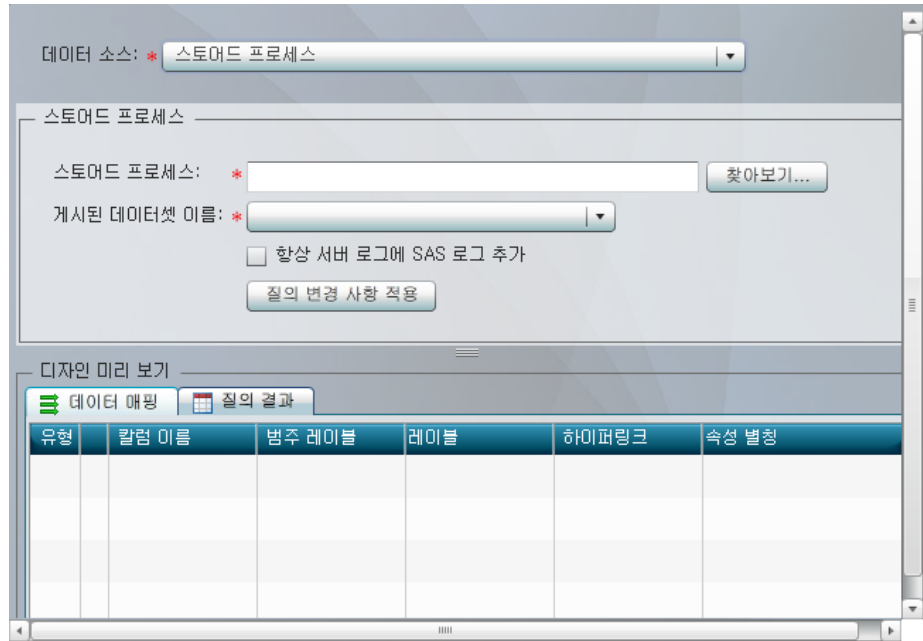 데이터 소스: * 스토어드 프로세스
스토어드 프로세스
스토어드 프로세스: * 찾아보기...
게시된 데이터셋 이름: *
항상 서버 로그에 SAS 로그 추가
질의 변경 사항 적용
디자인 미리 보기
데이터 매핑 질의 결과
유형 칼럼 이름 범주 레이블 레이블 하이퍼링크 속성 별칭